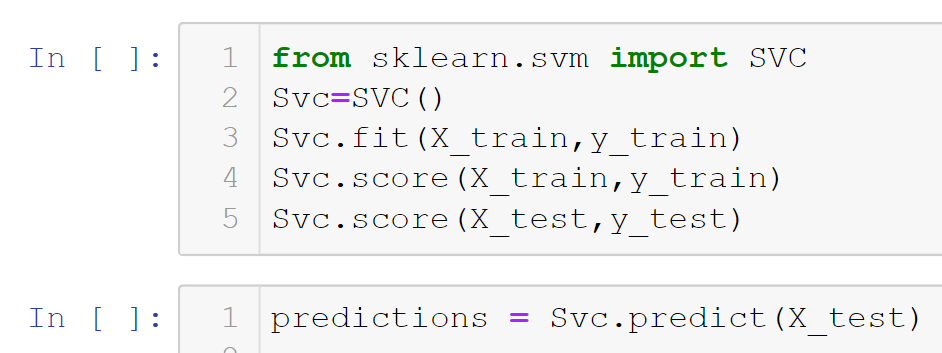 In [ ]:
1 from sklearn.svm import SVC
2 Svc=SVC()
3 Svc.fit(X_train,y_train)
4 Svc.score(X_train,y_train)
5 Svc.score(X_test,y_test)
In [ ]:
1 predictions = Svc.predict(X_test)